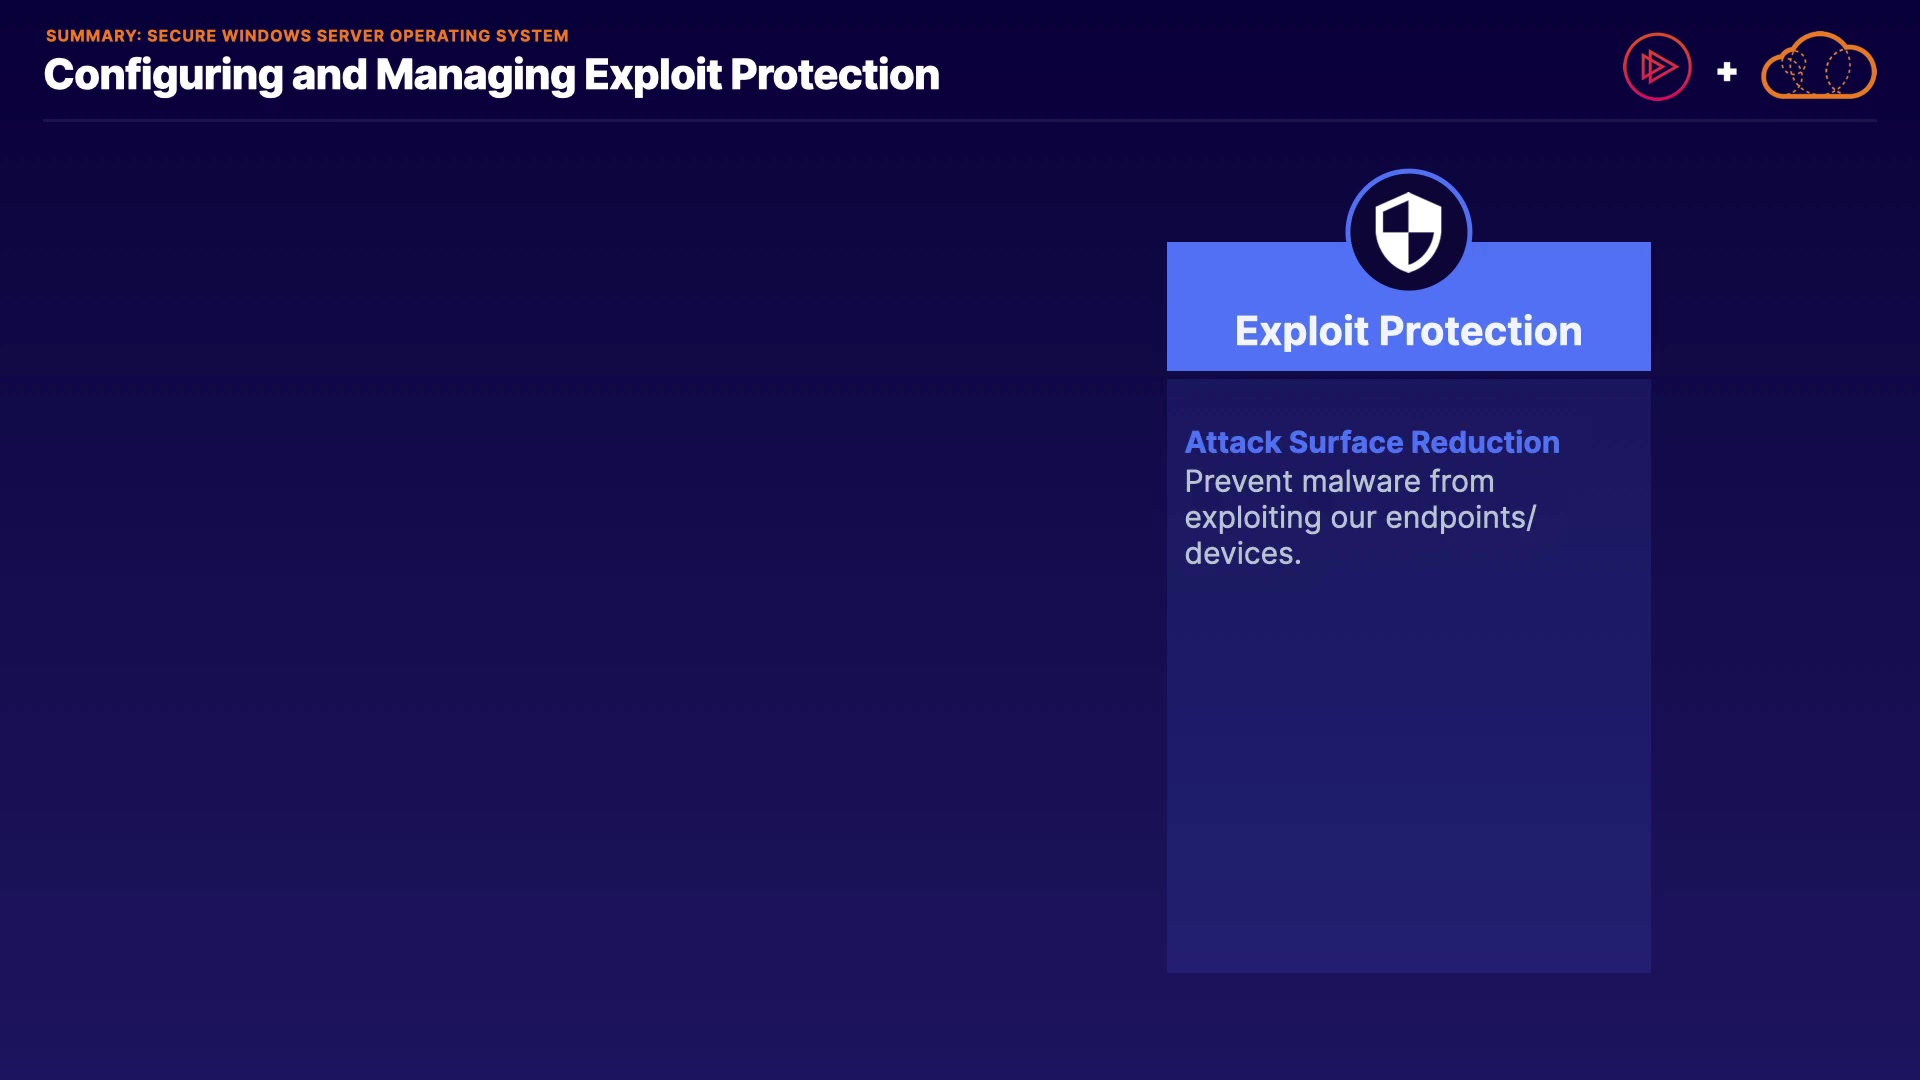 SUMMARY: SECURE WINDOWS SERVER OPERATING SYSTEM
Configuring and Managing Exploit Protection
+
Exploit Protection
Attack Surface Reduction
Prevent malware from
exploiting our endpoints/
devices.